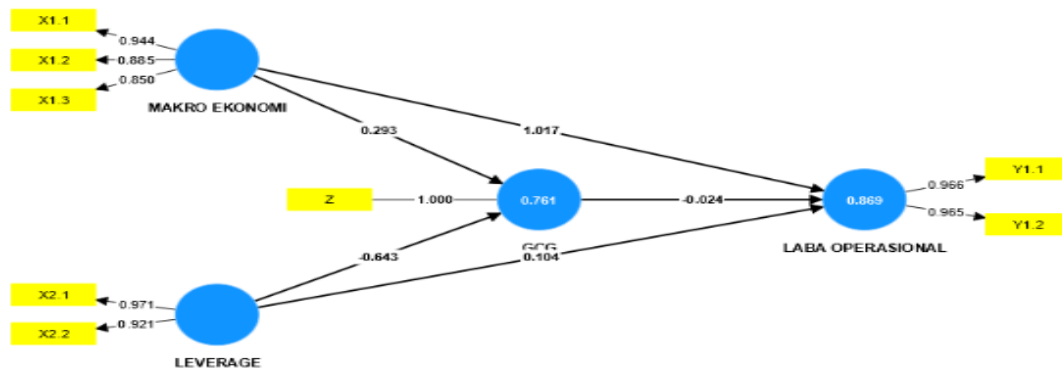 X1.1
0.944
X1.2
0.885
0.850
X1.3
MAKRO EKONOMI
0.293
1.017
Z
1.000
0.761
GCG
-0.024
0.869
LABA OPERASIONAL
0.966
Y1.1
0.965
Y1.2
-0.643
0.104
X2.1
0.971
X2.2
0.921
LEVERAGE